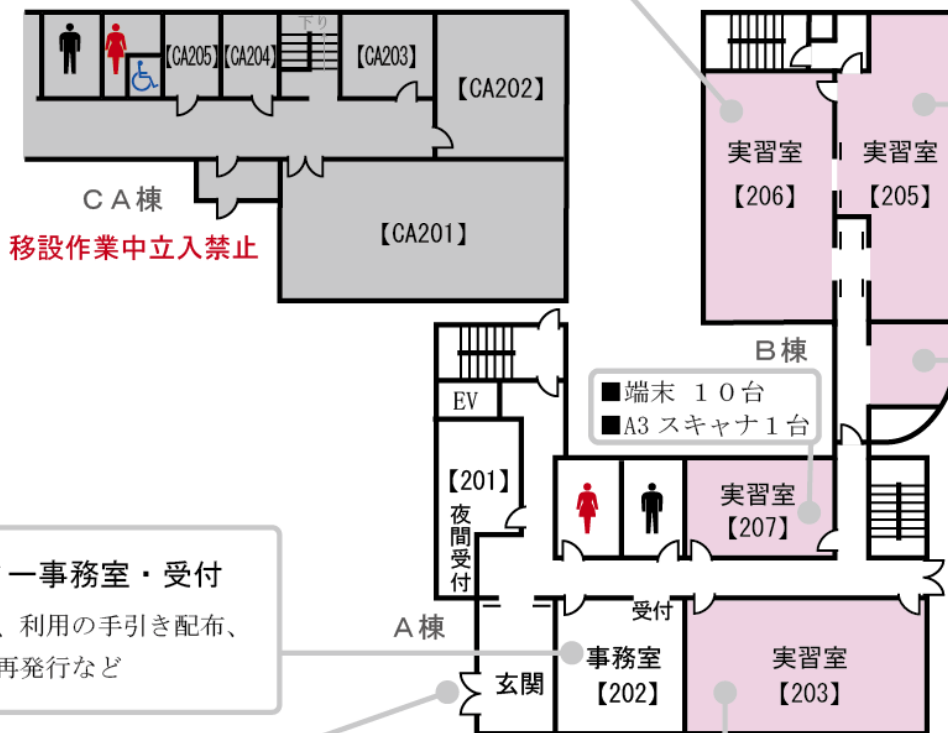 下り
【CA205】
【CA204】
【CA203】
【CA202】
CA棟
移設作業中立入禁止
【CA201】
実習室
【206】
実習室
【205】
B棟
■端末 １０台
■A3 スキャナ１台
EV
【201】
夜間受付
実習室
【207】
ー事務室・受付
、利用の手引き配布、
再発行など
A棟
受付
玄関
事務室
【202】
実習室
【203】